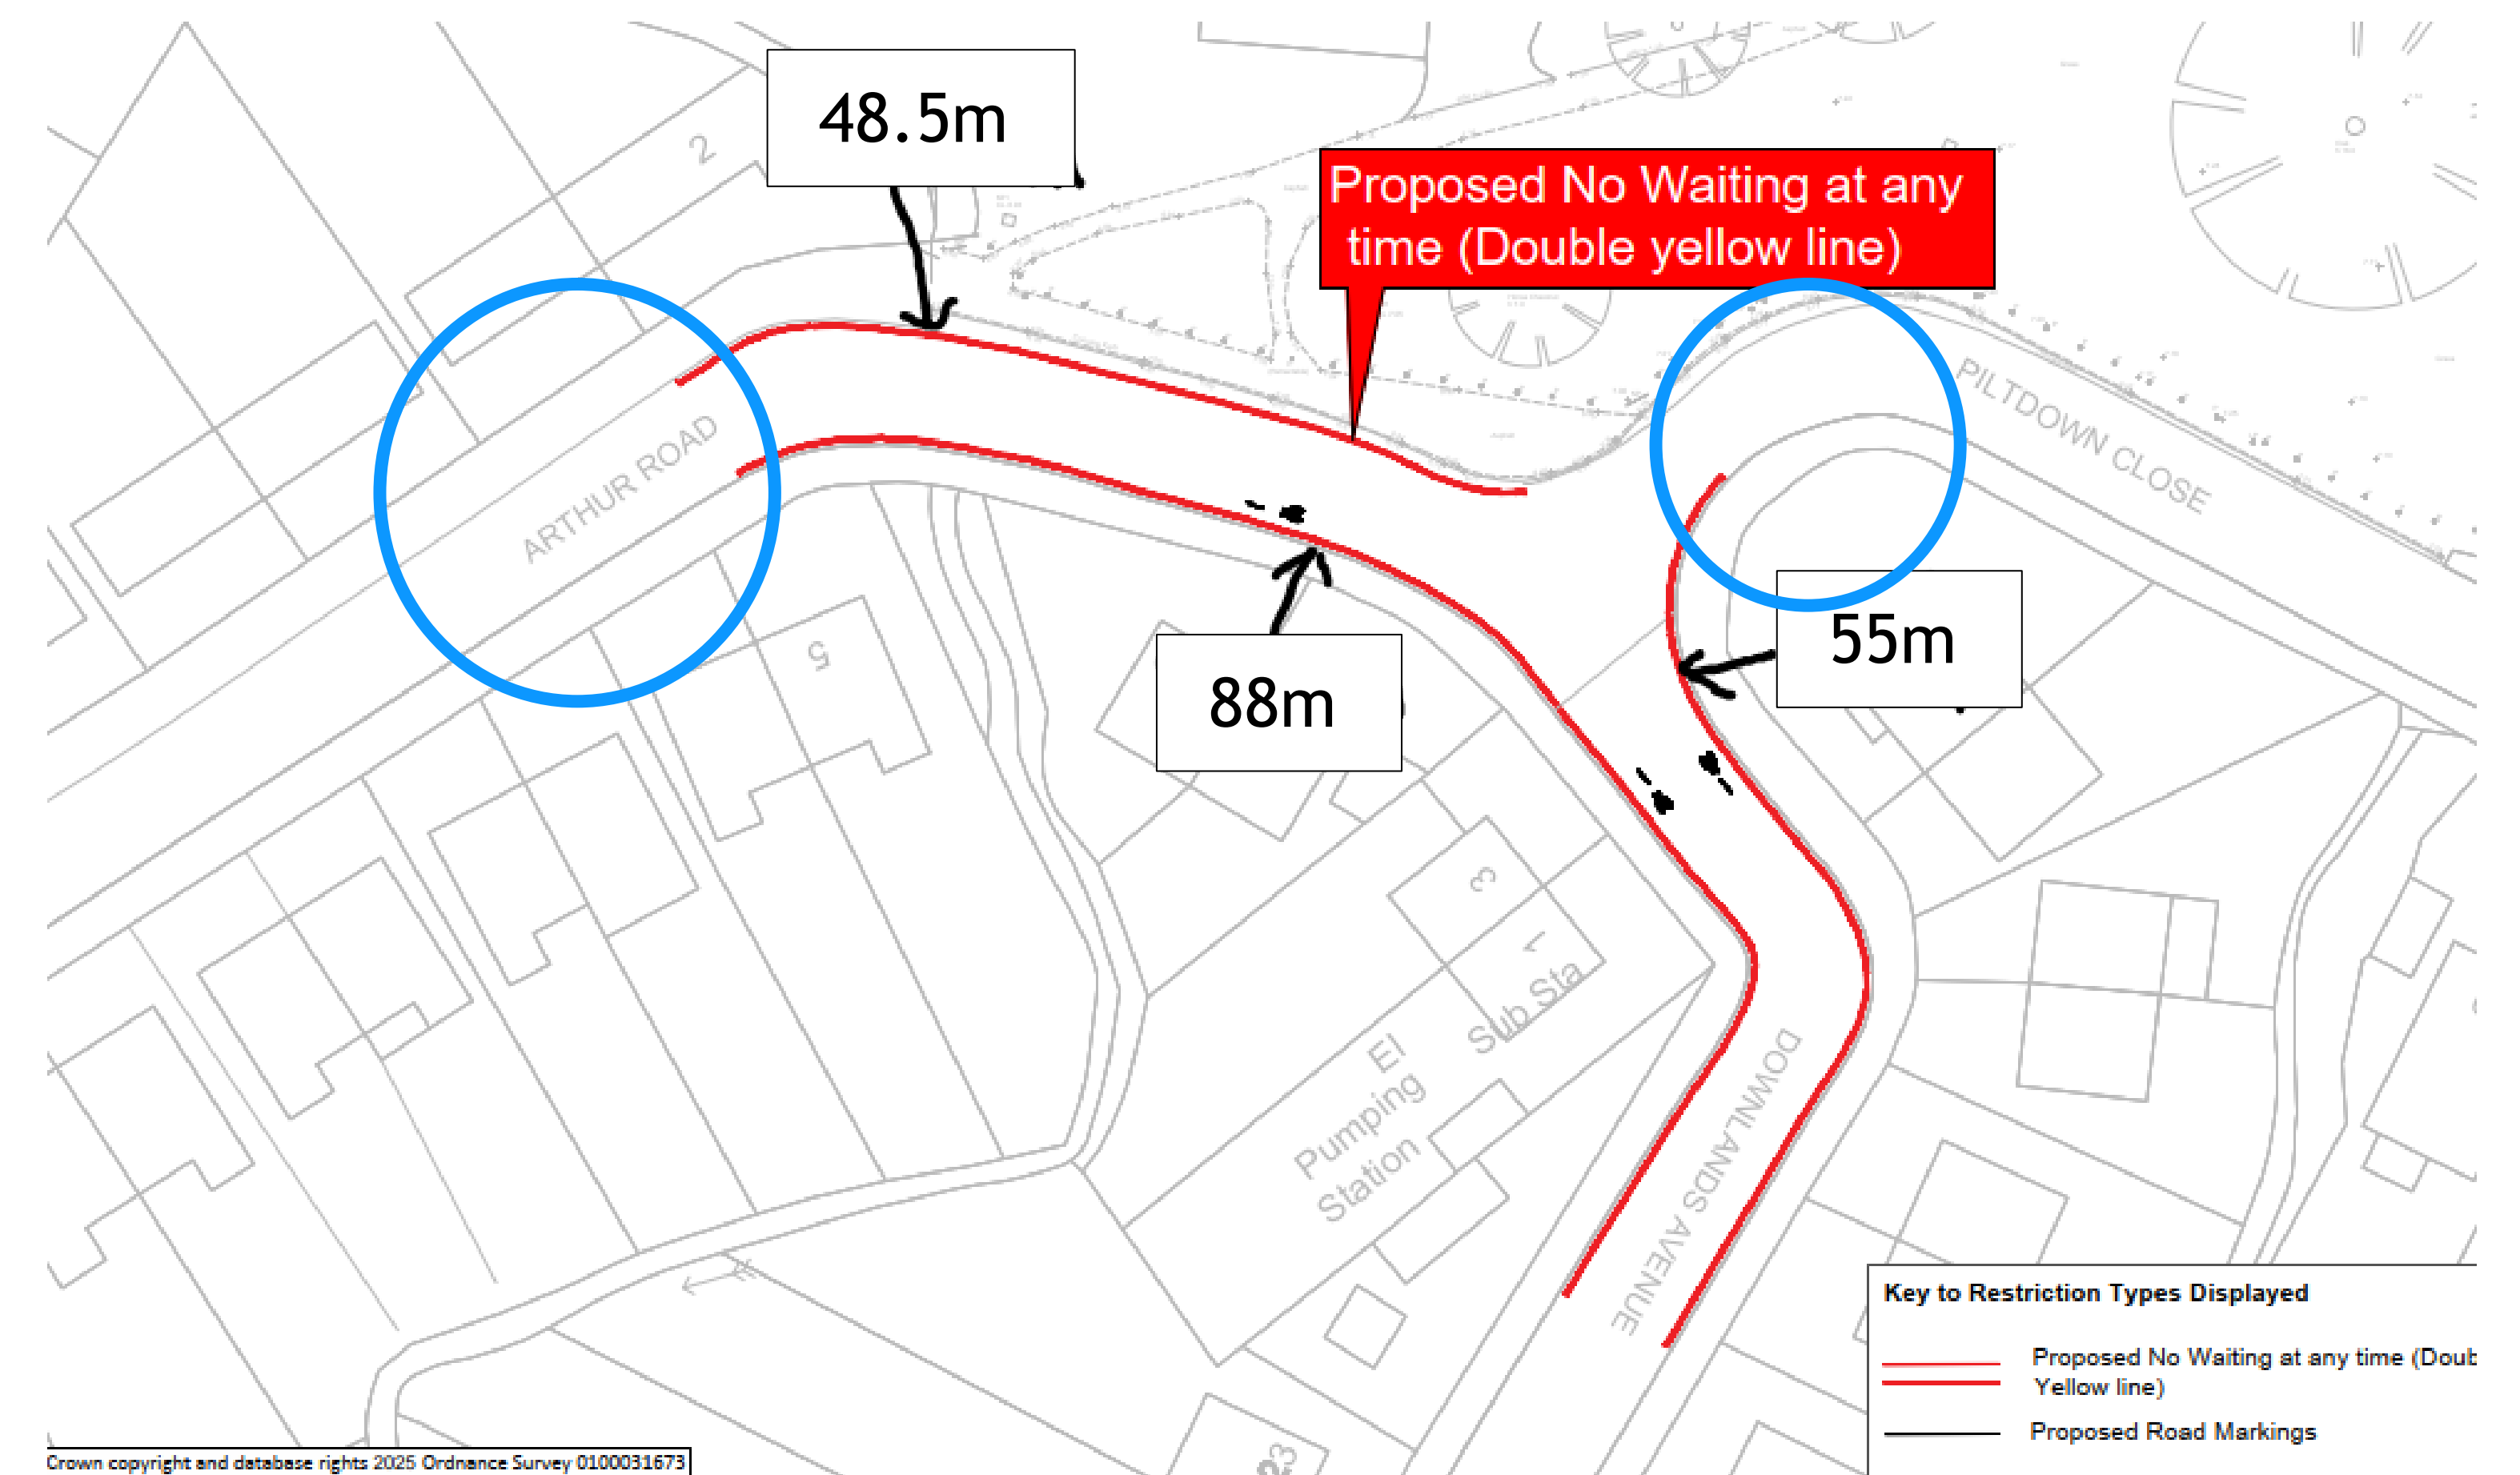 2
48.5m
Proposed No Waiting at any
time (Double yellow line)
PILTDOWN CLOSE
ARTHUR ROAD
5
55m
88m
3
1
El
Sub Sta
Pumping
Station
DOWNLANDS AVENUE
23
Key to Restriction Types Displayed
Proposed No Waiting at any time (Doub
Yellow line)
Proposed Road Markings
Crown copyright and database rights 2025 Ordnance Survey 0100031673